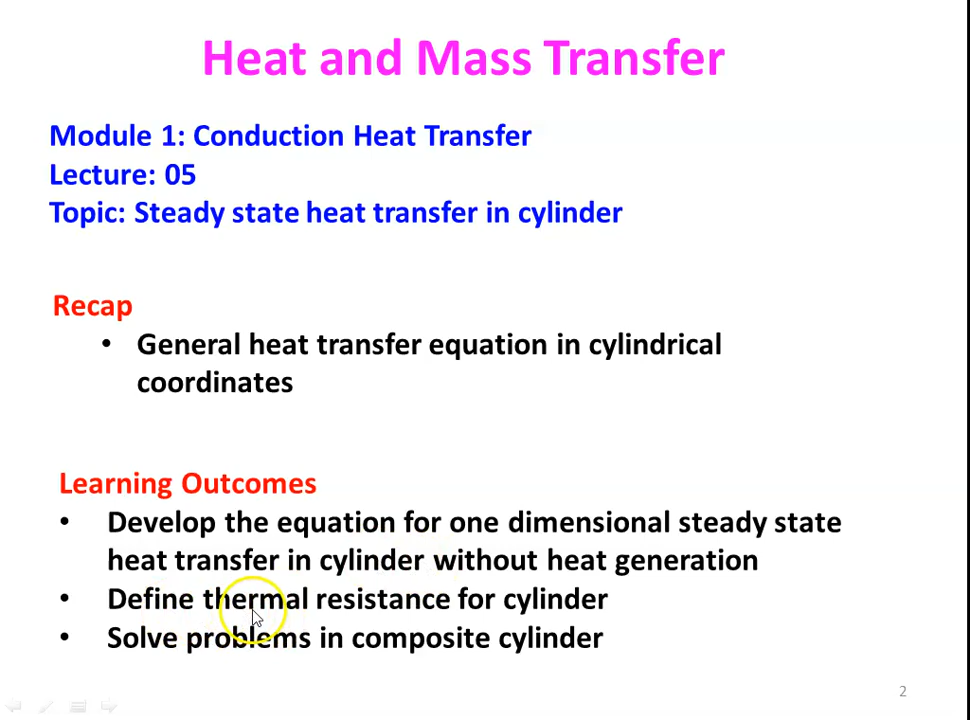 Heat and Mass Transfer
Module 1: Conduction Heat Transfer
Lecture: 05
Topic: Steady state heat transfer in cylinder
Recap
• General heat transfer equation in cylindrical
coordinates
Learning Outcomes
• Develop the equation for one dimensional steady state
heat transfer in cylinder without heat generation
• Define thermal resistance for cylinder
• Solve problems in composite cylinder
2